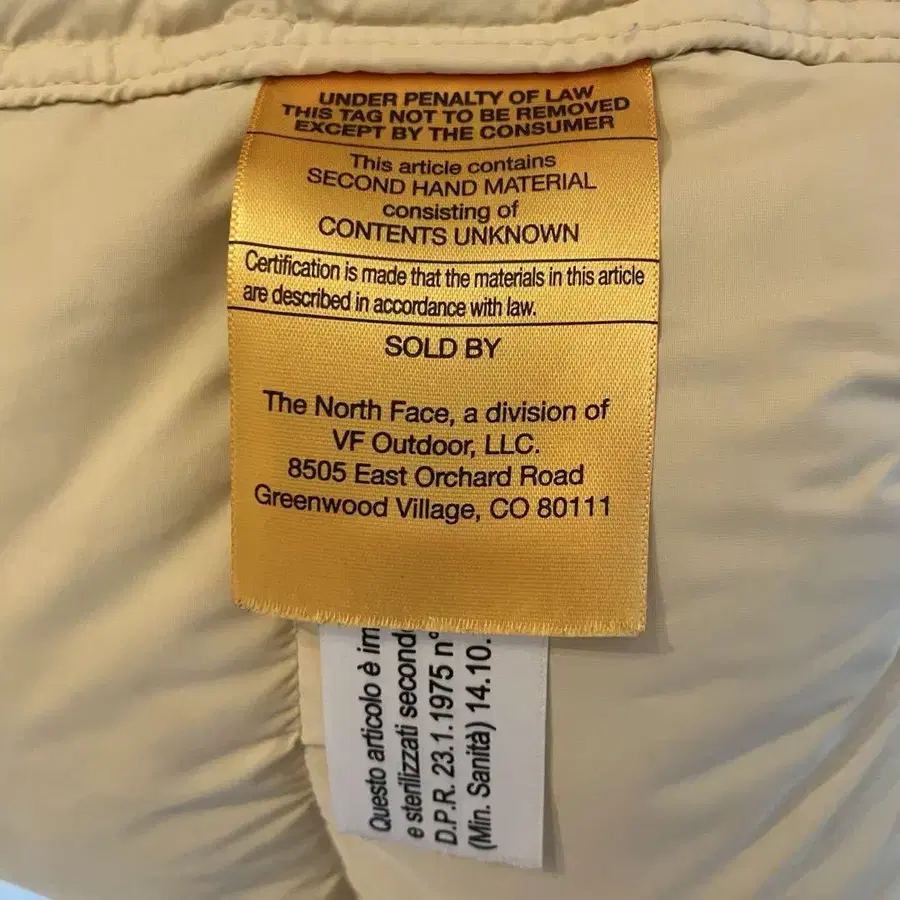 UNDER PENALTY OF LAW
THIS TAG NOT TO BE REMOVED
EXCEPT BY THE CONSUMER
This article contains
SECOND HAND MATERIAL
consisting of
CONTENTS UNKNOWN
Certification is made that the materials in this article
are described in accordance with law.
SOLD BY
The North Face, a division of
VF Outdoor, LLC.
8505 East Orchard Road
Greenwood Village, CO 80111
Questo articolo è im
e sterilizzati second
D.P.R. 23.1.1975 n°
(Min. Sanità) 14.10.